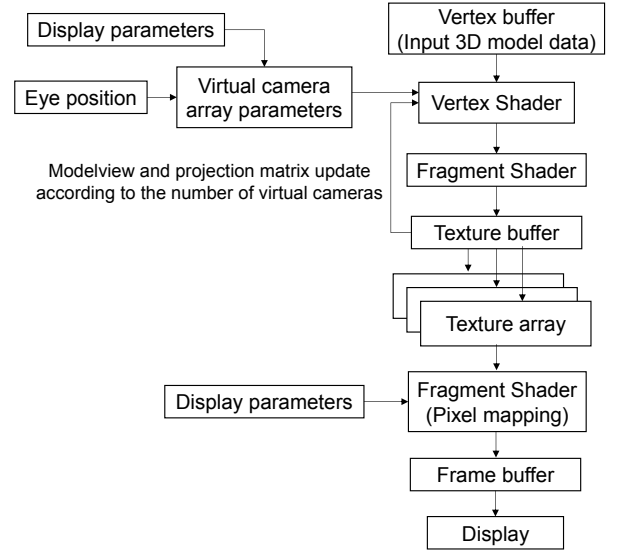 Display parameters
Vertex buffer
(Input 3D model data)
Eye position
Virtual camera
array parameters
Vertex Shader
Modelview and projection matrix update
according to the number of virtual cameras
Fragment Shader
Texture buffer
Texture array
Display parameters
Fragment Shader
(Pixel mapping)
Frame buffer
Display